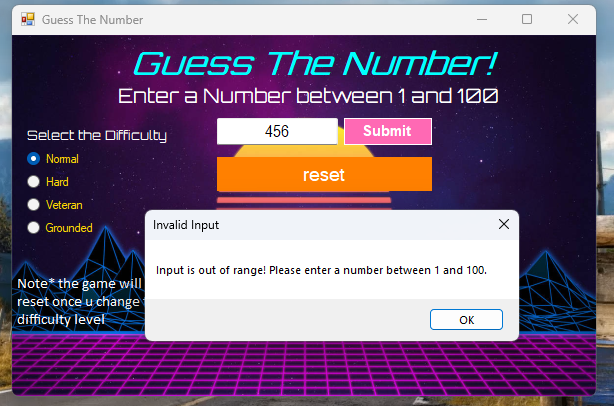 Guess The Number
Guess The Number!
Enter a Number between 1 and 100
Select the Difficulty
456
Submit
Normal
reset
Hard
Veteran
Grounded
Invalid Input
Input is out of range! Please enter a number between 1 and 100.
OK
Note* the game will
reset once u change
difficulty level